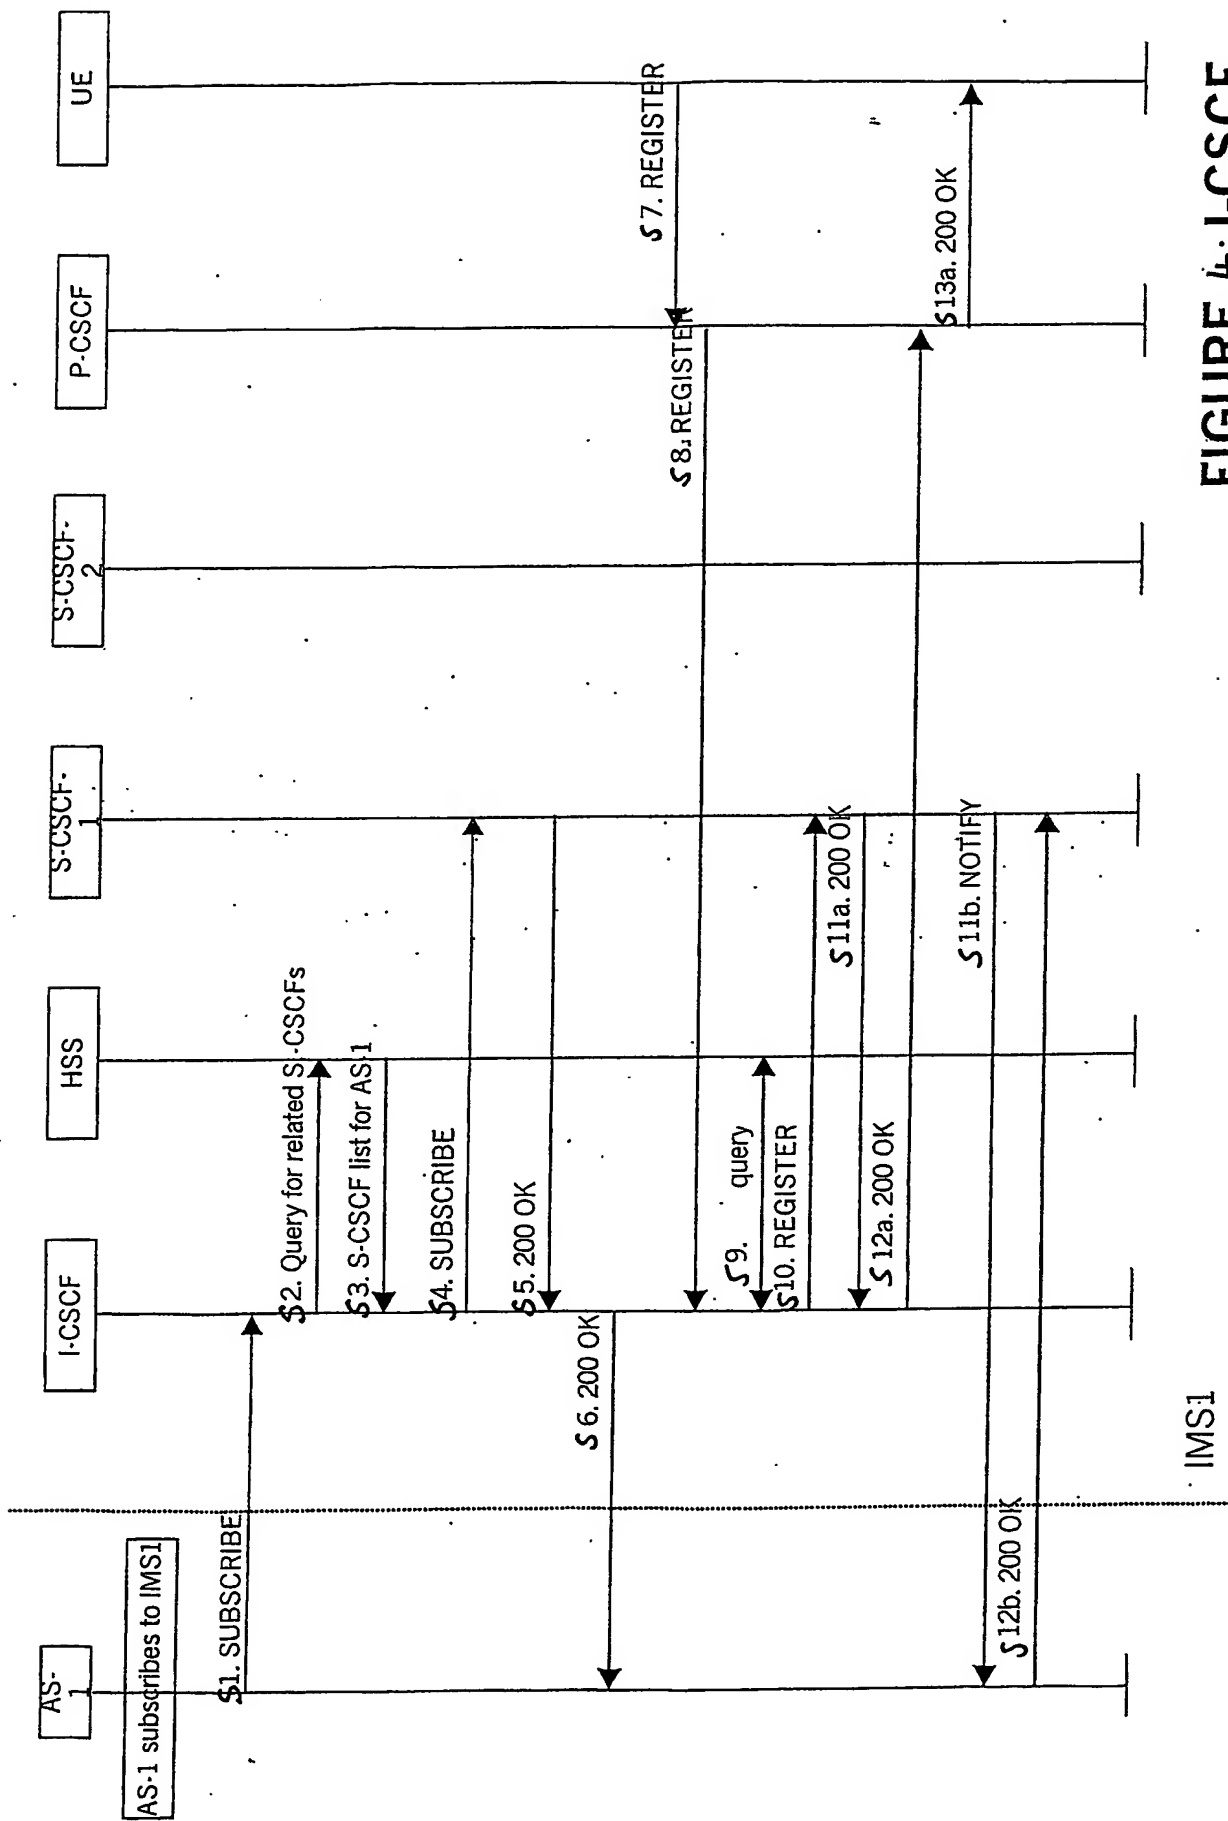 AS-
1
I-CSCF
HSS
S-CSCF-
1
S-CSCF-
2
P-CSCF
UE
AS-1 subscribes to IMS1
S1. SUBSCRIBE
S2. Query for related S-CSCFs
S3. S-CSCF list for AS-1
S4. SUBSCRIBE
S5. 200 OK
S6. 200 OK
S7. REGISTER
S8. REGISTER
S9. query
S10. REGISTER
S11a. 200 OK
S12a. 200 OK
S13a. 200 OK
S11b. NOTIFY
S12b. 200 OK
IMS1
FIGURE 4: I-CSCF